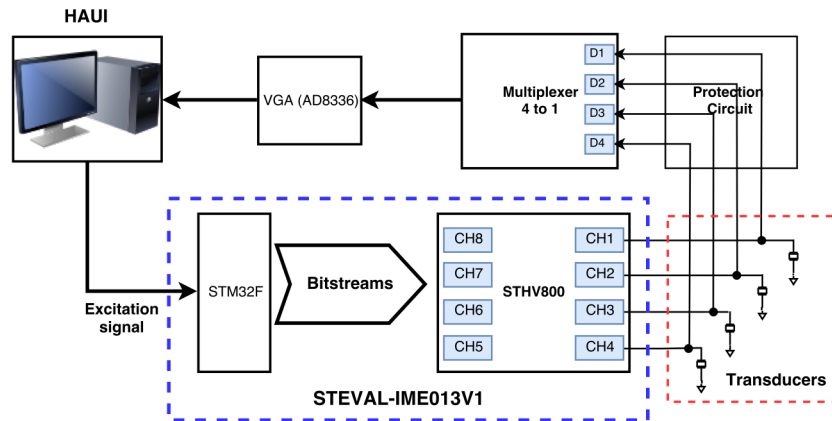 HAUI
VGA (AD8336)
Multiplexer
4 to 1
D1
D2
D3
D4
Protection
Circuit
Excitation
signal
STM32F
Bitstreams
CH8
CH7
CH6
CH5
STHV800
CH1
CH2
CH3
CH4
STEVAL-IME013V1
Transducers